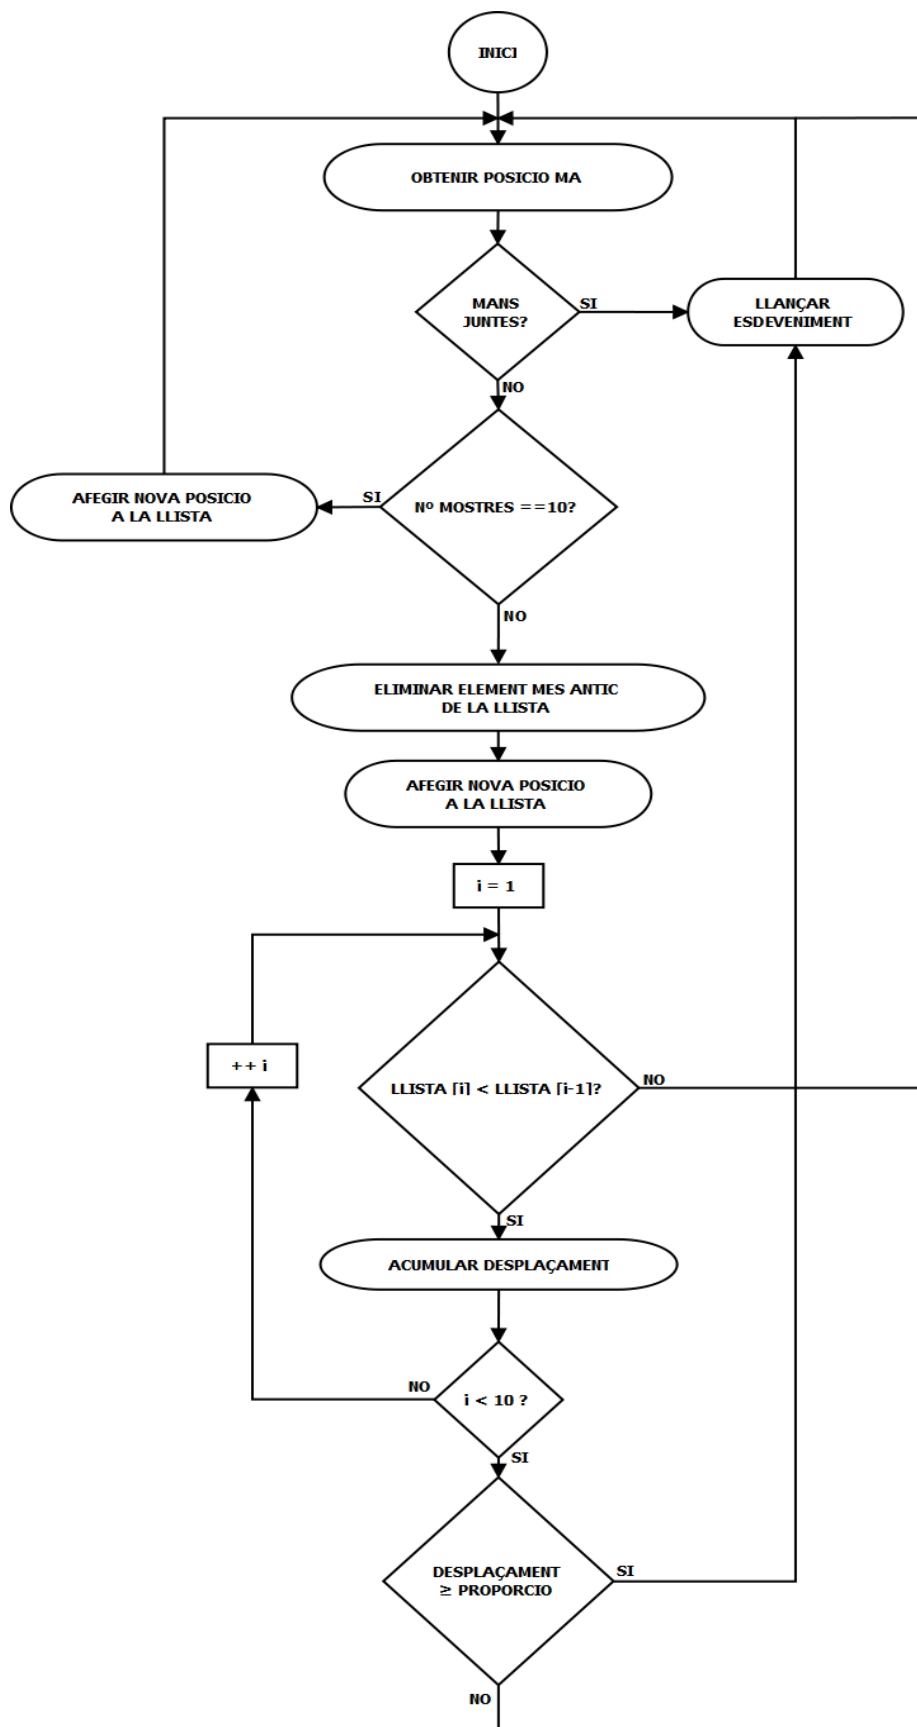 INICI
OBTENIR POSICIO MA
MANS
JUNTES?
SI
LLANÇAR
ESDEVENIMENT
NO
AFEGIR NOVA POSICIO
A LA LLISTA
SI
Nº MOSTRES ==10?
NO
ELIMINAR ELEMENT MES ANTIC
DE LA LLISTA
AFEGIR NOVA POSICIO
A LA LLISTA
i = 1
++ i
LLISTA [i] < LLISTA [i-1]?
NO
SI
ACUMULAR DESPLAÇAMENT
NO
i < 10 ?
SI
DESPLAÇAMENT
≥ PROPORCIO
SI
NO